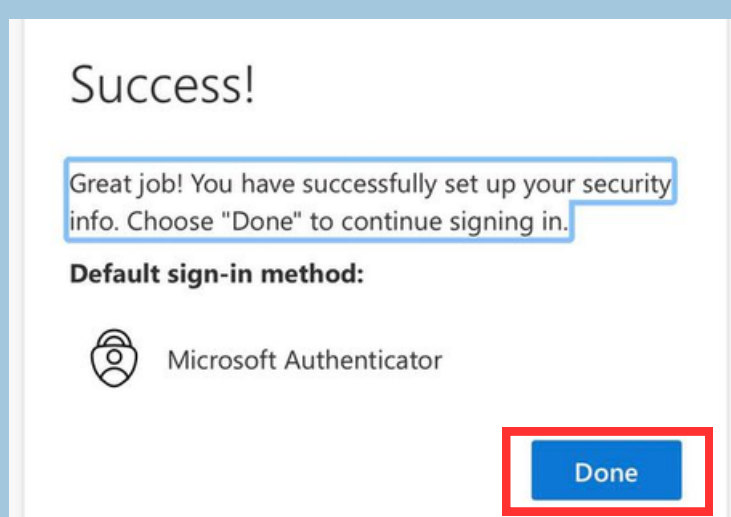 Success!
Great job! You have successfully set up your security
info. Choose "Done" to continue signing in.
Default sign-in method:
Microsoft Authenticator
Done